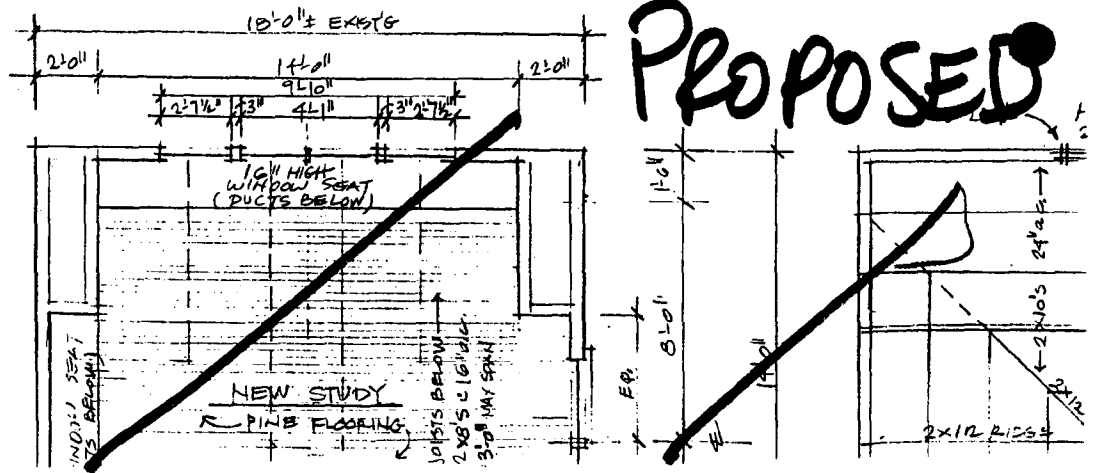 18'-0"± EXIST'G
PROPOSED
2'-0"
14'-0"
2'-0"
9'-10"
2'-7½"
3"
4'-1"
3"
2'-7½"
16" HIGH
WINDOW SEAT
(DUCTS BELOW)
1'-6"
24" O.C.
2X10'S
8'-0"
EQ.
JOISTS BELOW
2X8'S @ 16" O.C.
NEW STUDY
PINE FLOORING
2X12
2X12 RIDGE